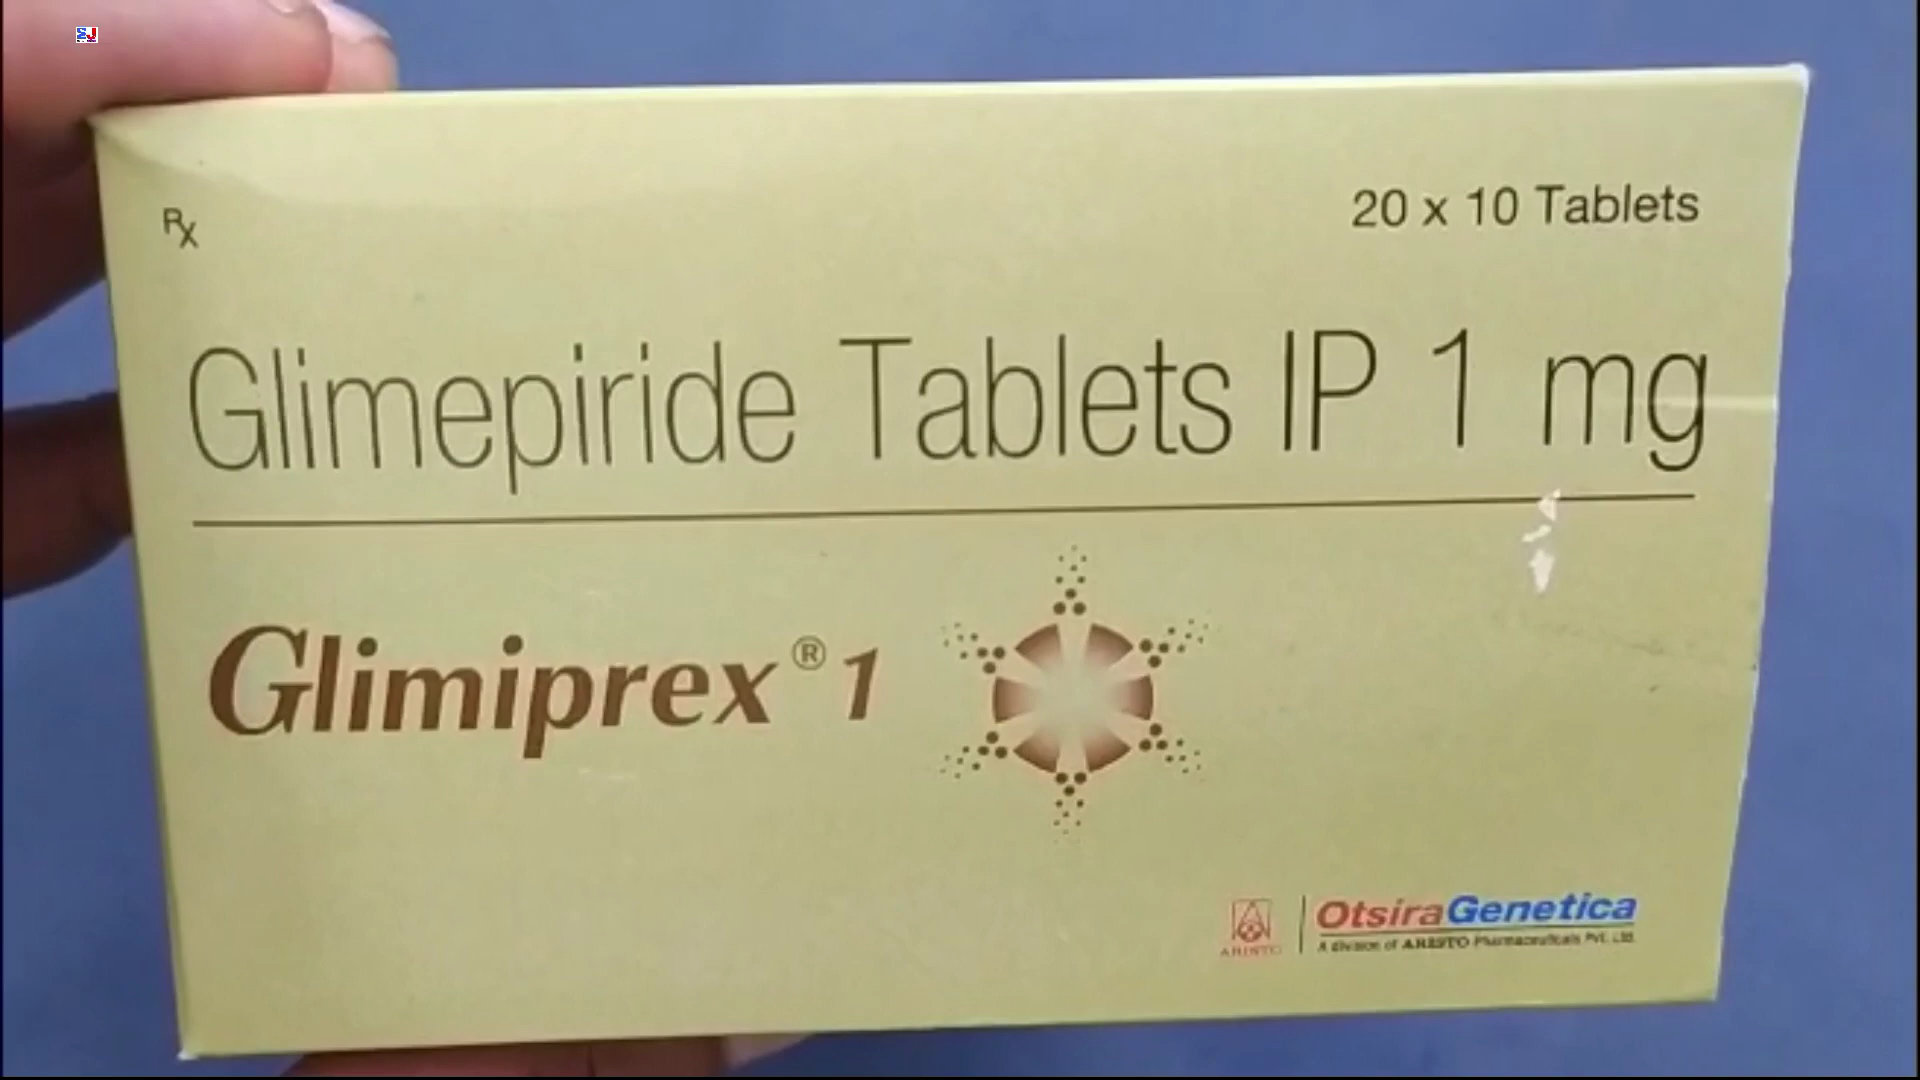 SJ
Rx
20 x 10 Tablets
Glimepiride Tablets IP 1 mg
Glimiprex® 1
ARISTO
OtsiraGenetica
A division of ARISTO Pharmaceuticals Pvt. Ltd.